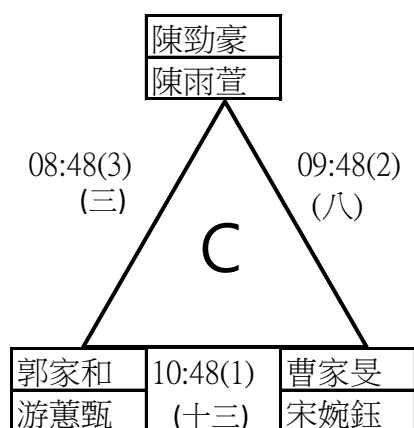 陳勁豪
陳雨萱
08:48(3)
(三)
09:48(2)
(八)
C
郭家和
游蕙甄
10:48(1)
(十三)
曹家旻
宋婉鈺